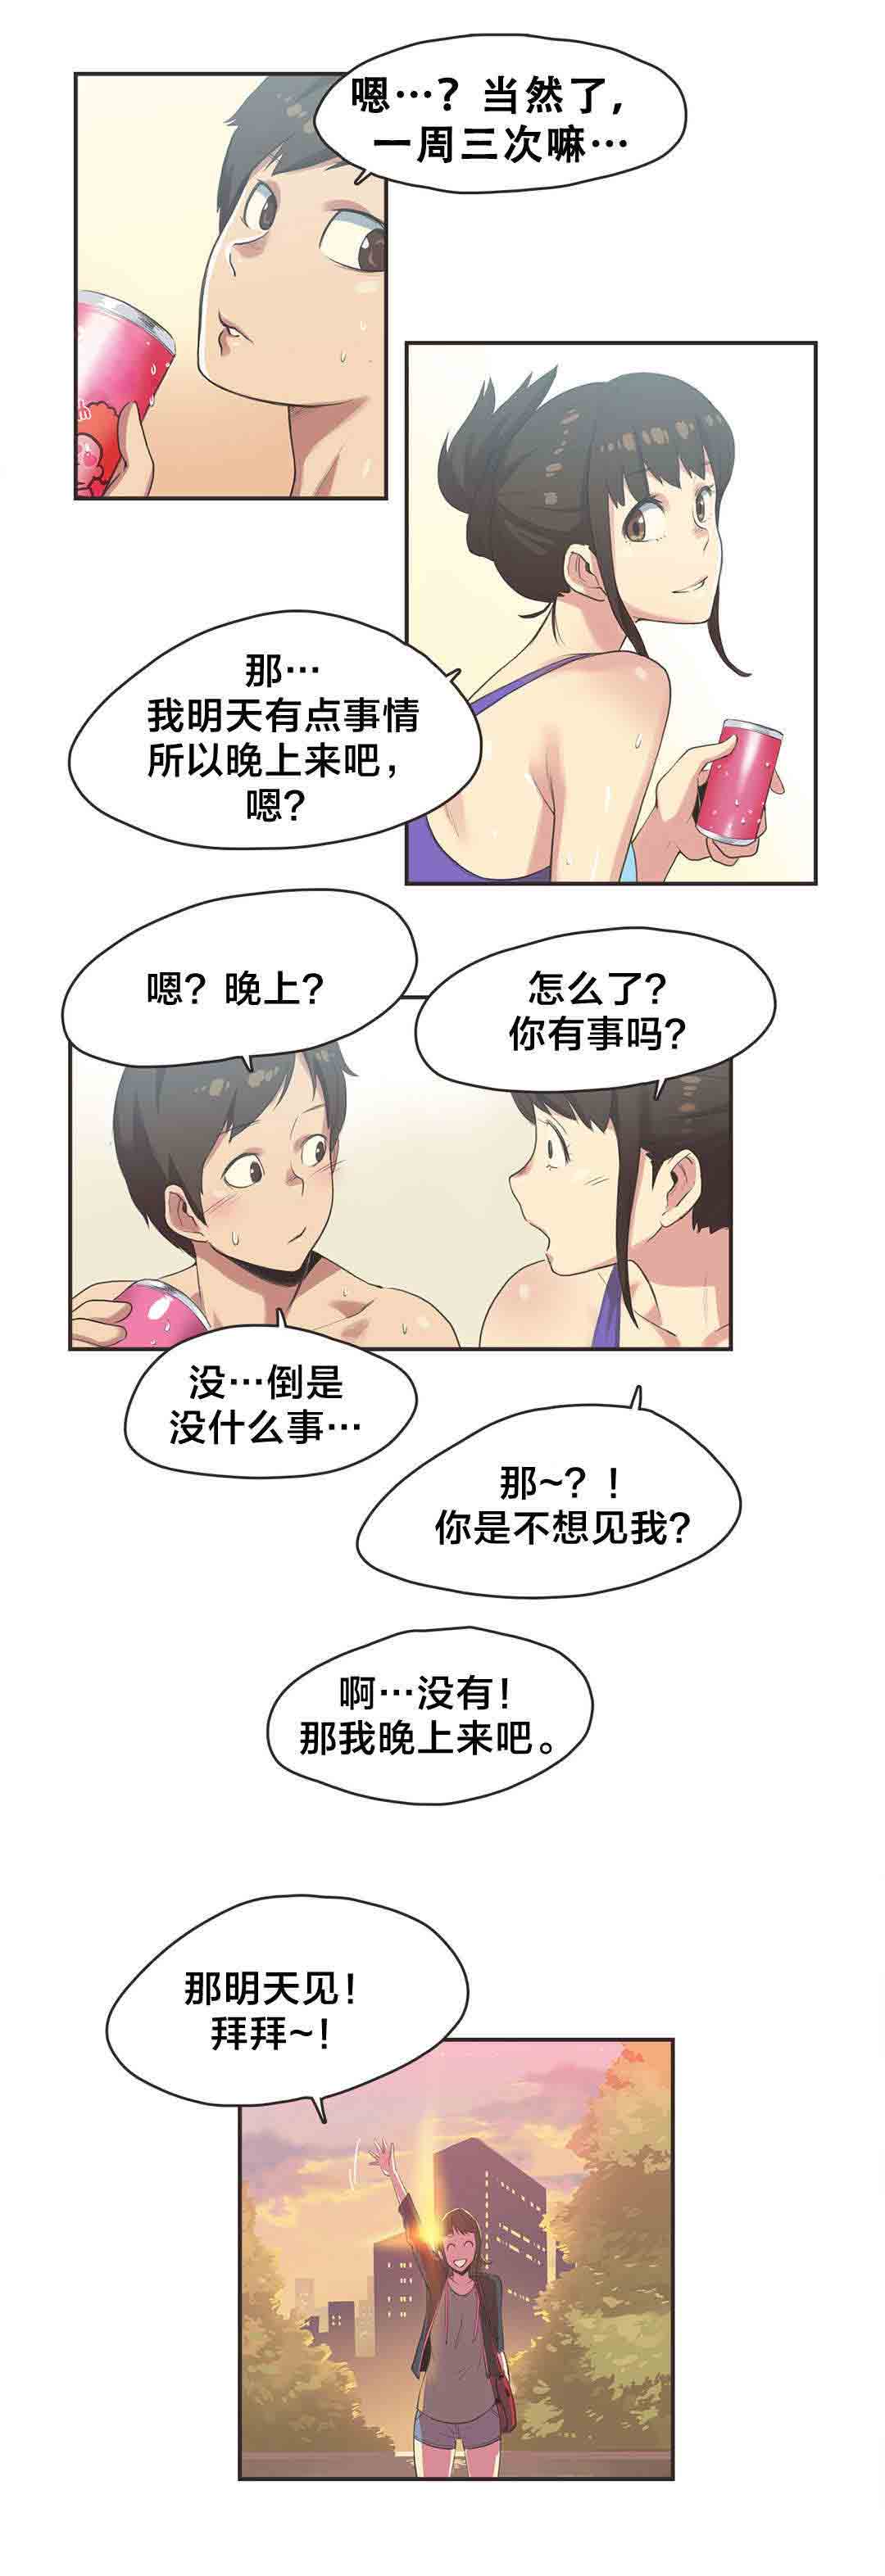 嗯…？当然了，
一周三次嘛…
那…
我明天有点事情
所以晚上来吧，
嗯？
嗯？晚上？
怎么了？
你有事吗？
没…倒是
没什么事…
那~？！
你是不想见我？
啊…没有！
那我晚上来吧。
那明天见！
拜拜~！